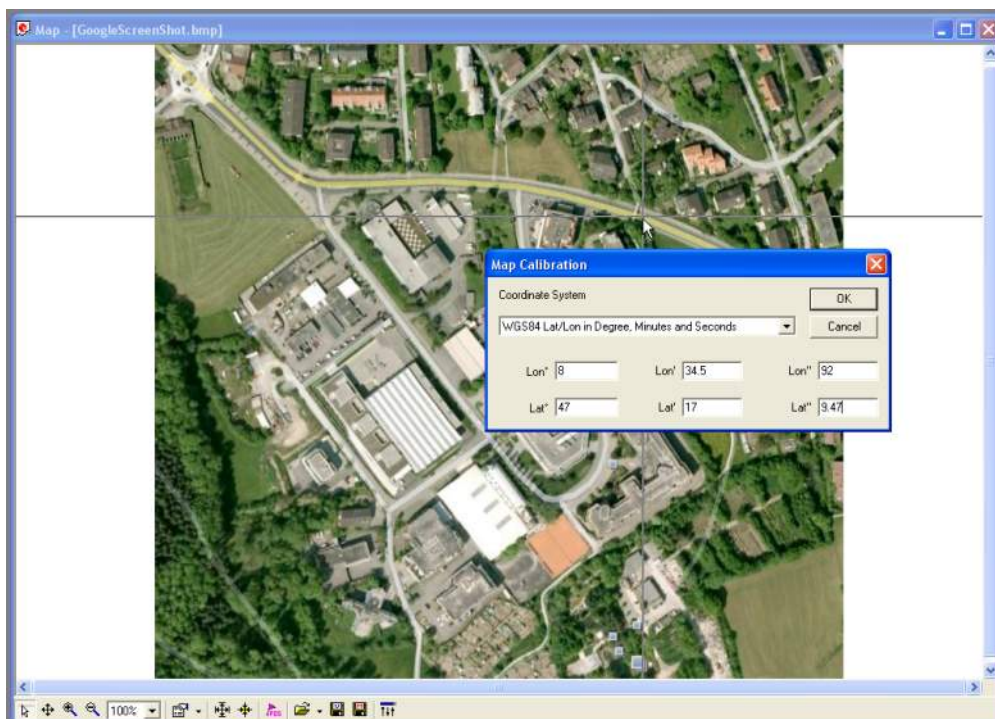 Map - [GoogleScreenShot.bmp]
Map Calibration
Coordinate System
OK
WGS84 Lat/Lon in Degree, Minutes and Seconds
Cancel
Lon° 8 Lon' 34.5 Lon'' 92
Lat° 47 Lat' 17 Lat'' 9.47
100%